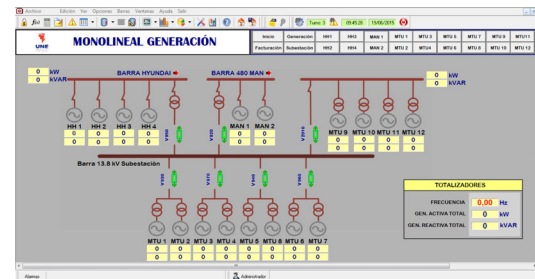 Archivo Edición Ver Opciones Barras Ventanas Ayuda Salir
Turno 3 09:45:28 15/06/2015
UNE
MONOLINEAL GENERACIÓN
Inicio Generación HH1 HH3 MAN 1 MTU 1 MTU 3 MTU 5 MTU 7 MTU 9 MTU11
Facturación Subestación HH2 HH4 MAN 2 MTU 2 MTU4 MTU 6 MTU 8 MTU 10 MTU 12
0 kW
0 kVAR
BARRA HYUNDAI
BARRA 480 MAN
0 kW
0 kVAR
HH 1 HH 2 HH 3 HH 4
0 0 0 0
0 0 0 0
MAN 1 MAN 2
0 0
0 0
MTU 9 MTU 10 MTU 11 MTU 12
0 0 0 0
0 0 0 0
Barra 13.8 kV Subestación
TOTALIZADORES
FRECUENCIA 0,00 Hz
GEN. ACTIVA TOTAL 0 kW
GEN. REACTIVA TOTAL 0 kVAR
MTU 1 MTU 2 MTU 3 MTU 4 MTU 5 MTU 8 MTU 6 MTU 7
0 0 0 0 0 0 0 0
0 0 0 0 0 0 0 0
Alarmas Administrador